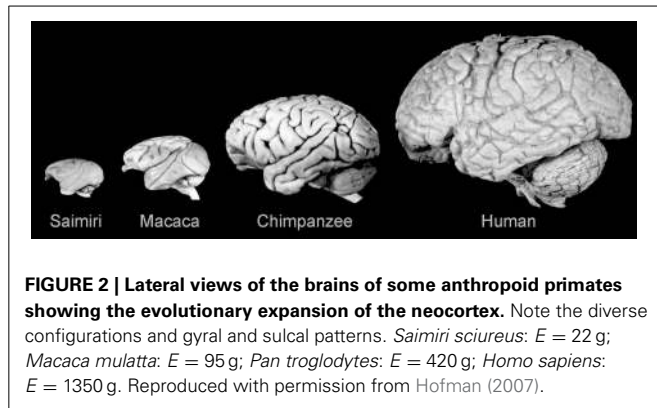 Saimiri Macaca Chimpanzee Human
FIGURE 2 | Lateral views of the brains of some anthropoid primates
showing the evolutionary expansion of the neocortex. Note the diverse
configurations and gyral and sulcal patterns. Saimiri sciureus: E = 22 g;
Macaca mulatta: E = 95 g; Pan troglodytes: E = 420 g; Homo sapiens:
E = 1350 g. Reproduced with permission from Hofman (2007).